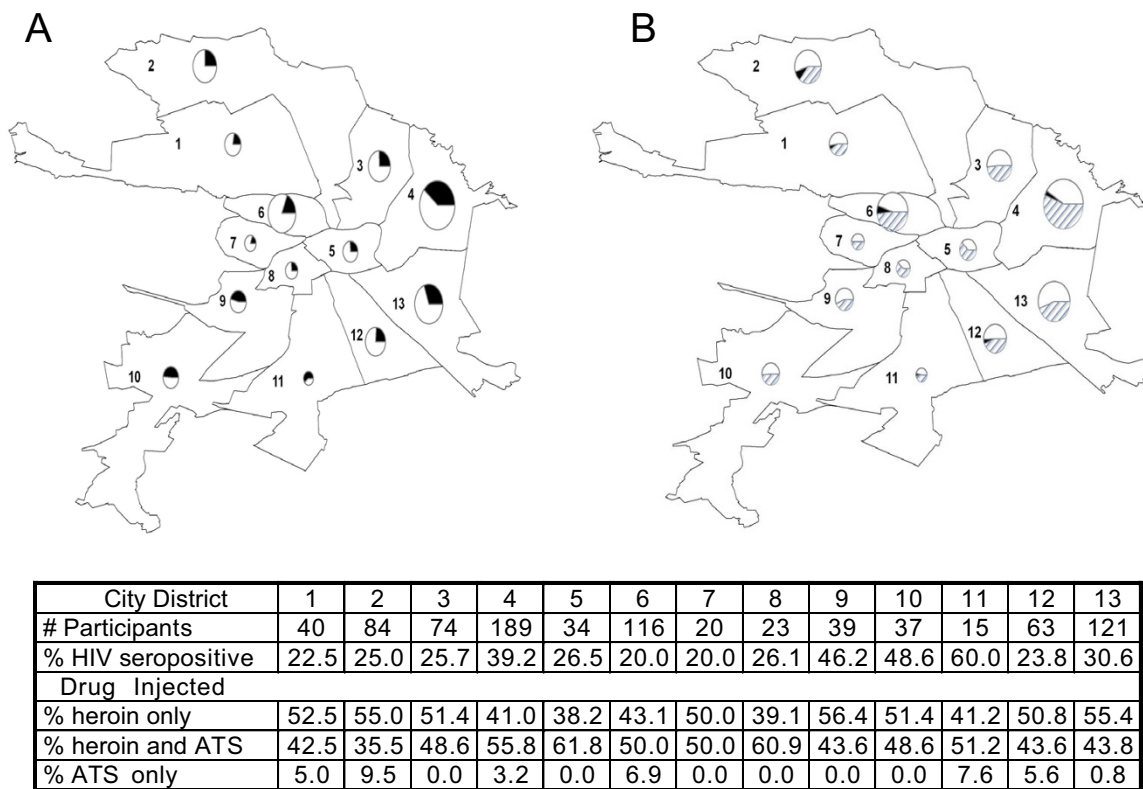 A
B
2
1
3
4
6
7
5
8
9
13
12
10
11
2
1
3
4
6
7
5
8
9
13
12
10
11
City District 1 2 3 4 5 6 7 8 9 10 11 12 13
# Participants 40 84 74 189 34 116 20 23 39 37 15 63 121
% HIV seropositive 22.5 25.0 25.7 39.2 26.5 20.0 20.0 26.1 46.2 48.6 60.0 23.8 30.6
Drug Injected
% heroin only 52.5 55.0 51.4 41.0 38.2 43.1 50.0 39.1 56.4 51.4 41.2 50.8 55.4
% heroin and ATS 42.5 35.5 48.6 55.8 61.8 50.0 50.0 60.9 43.6 48.6 51.2 43.6 43.8
% ATS only 5.0 9.5 0.0 3.2 0.0 6.9 0.0 0.0 0.0 0.0 7.6 5.6 0.8